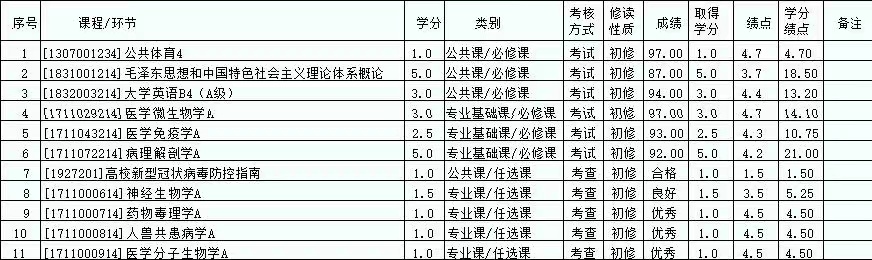 序号 课程/环节 学分 类别 考核方式 修读性质 成绩 取得学分 绩点 学分绩点 备注
1 [1307001234]公共体育4 1.0 公共课/必修课 考试 初修 97.00 1.0 4.7 4.70
2 [1831001214]毛泽东思想和中国特色社会主义理论体系概论 5.0 公共课/必修课 考试 初修 87.00 5.0 3.7 18.50
3 [1832003214]大学英语B4（A级） 3.0 公共课/必修课 考试 初修 94.00 3.0 4.4 13.20
4 [1711029214]医学微生物学A 3.0 专业基础课/必修课 考试 初修 97.00 3.0 4.7 14.10
5 [1711043214]医学免疫学A 2.5 专业基础课/必修课 考试 初修 93.00 2.5 4.3 10.75
6 [1711072214]病理解剖学A 5.0 专业基础课/必修课 考试 初修 92.00 5.0 4.2 21.00
7 [1927201]高校新型冠状病毒防控指南 1.0 公共课/任选课 考查 初修 合格 1.0 1.5 1.50
8 [1711000614]神经生物学A 1.5 专业课/任选课 考查 初修 良好 1.5 3.5 5.25
9 [1711000714]药物毒理学A 1.0 专业课/任选课 考查 初修 优秀 1.0 4.5 4.50
10 [1711000814]人兽共患病学A 1.0 专业课/任选课 考查 初修 优秀 1.0 4.5 4.50
11 [1711000914]医学分子生物学A 1.0 专业课/任选课 考查 初修 优秀 1.0 4.5 4.50